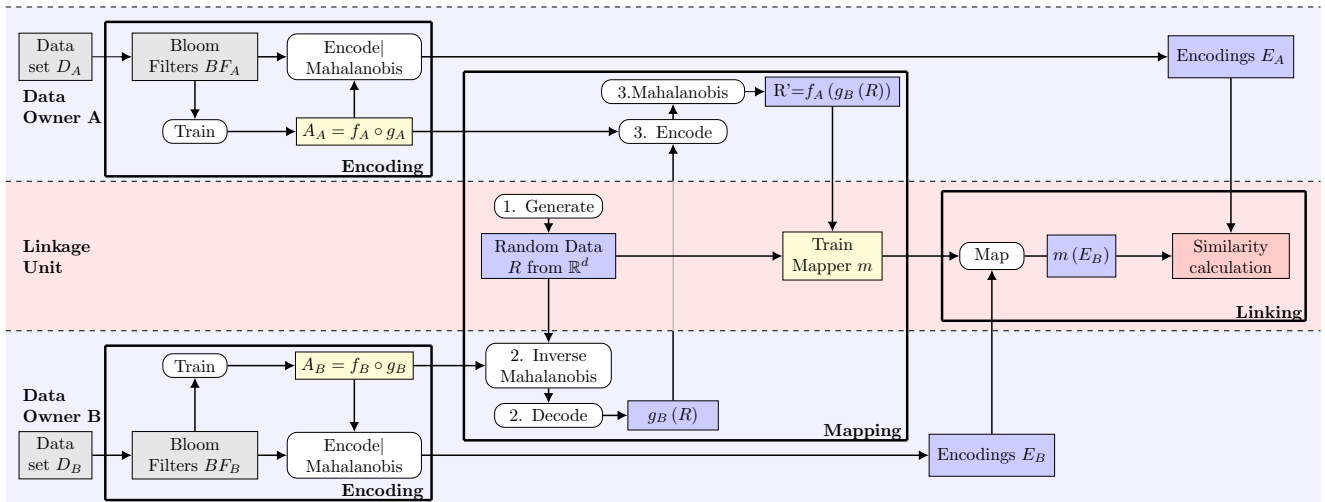 Data
set D_A
Bloom
Filters BF_A
Encode|
Mahalanobis
Encodings E_A
Data
Owner A
Train
A_A = f_A ∘ g_A
Encoding
3.Mahalanobis
R'=f_A (g_B (R))
3. Encode
Linkage
Unit
1. Generate
Random Data
R from ℝ^d
Train
Mapper m
Map
m (E_B)
Similarity
calculation
Linking
Data
Owner B
Train
A_B = f_B ∘ g_B
2. Inverse
Mahalanobis
2. Decode
g_B (R)
Mapping
Data
set D_B
Bloom
Filters BF_B
Encode|
Mahalanobis
Encodings E_B
Encoding